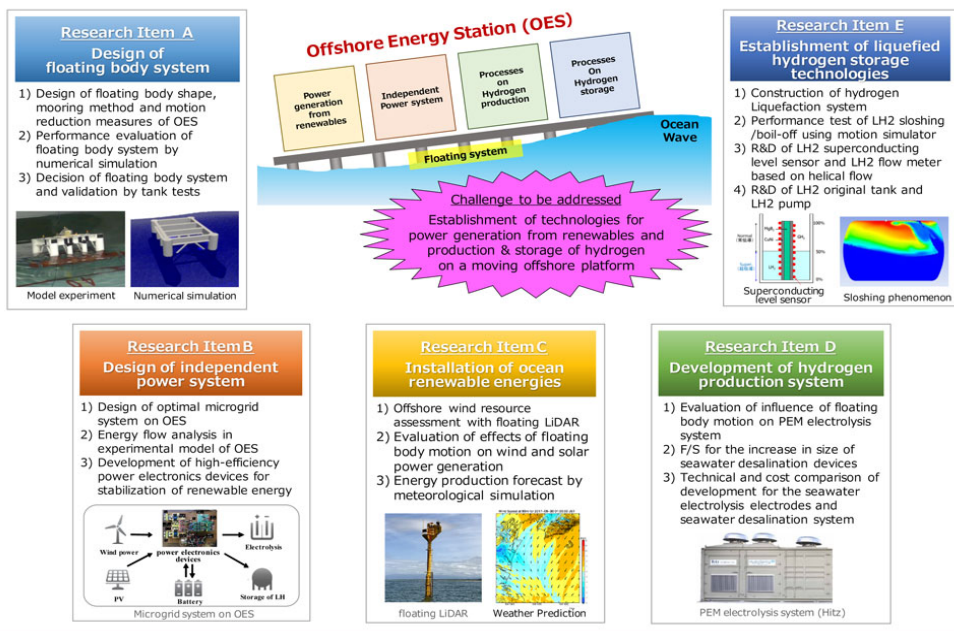 Research Item A
Design of
floating body system
1) Design of floating body shape,
mooring method and motion
reduction measures of OES
2) Performance evaluation of
floating body system by
numerical simulation
3) Decision of floating body system
and validation by tank tests
Model experiment
Numerical simulation
Offshore Energy Station (OES)
Power
generation
from
renewables
Independent
Power system
Processes
on
Hydrogen
production
Processes
On
Hydrogen
storage
Ocean
Wave
Floating system
Challenge to be addressed
Establishment of technologies for
power generation from renewables and
production & storage of hydrogen
on a moving offshore platform
Research Item E
Establishment of liquefied
hydrogen storage
technologies
1) Construction of hydrogen
Liquefaction system
2) Performance test of LH2 sloshing
/boil-off using motion simulator
3) R&D of LH2 superconducting
level sensor and LH2 flow meter
based on helical flow
4) R&D of LH2 original tank and
LH2 pump
100%
50%
0%
Superconducting
level sensor
Sloshing phenomenon
Research Item B
Design of independent
power system
1) Design of optimal microgrid
system on OES
2) Energy flow analysis in
experimental model of OES
3) Development of high-efficiency
power electronics devices for
stabilization of renewable energy
Wind power
power electronics
devices
Electrolysis
PV
Battery
Storage of LH
Microgrid system on OES
Research Item C
Installation of ocean
renewable energies
1) Offshore wind resource
assessment with floating LiDAR
2) Evaluation of effects of floating
body motion on wind and solar
power generation
3) Energy production forecast by
meteorological simulation
floating LiDAR
Weather Prediction
Research Item D
Development of hydrogen
production system
1) Evaluation of influence of floating
body motion on PEM electrolysis
system
2) F/S for the increase in size of
seawater desalination devices
3) Technical and cost comparison of
development for the seawater
electrolysis electrodes and
seawater desalination system
PEM electrolysis system (Hitz)